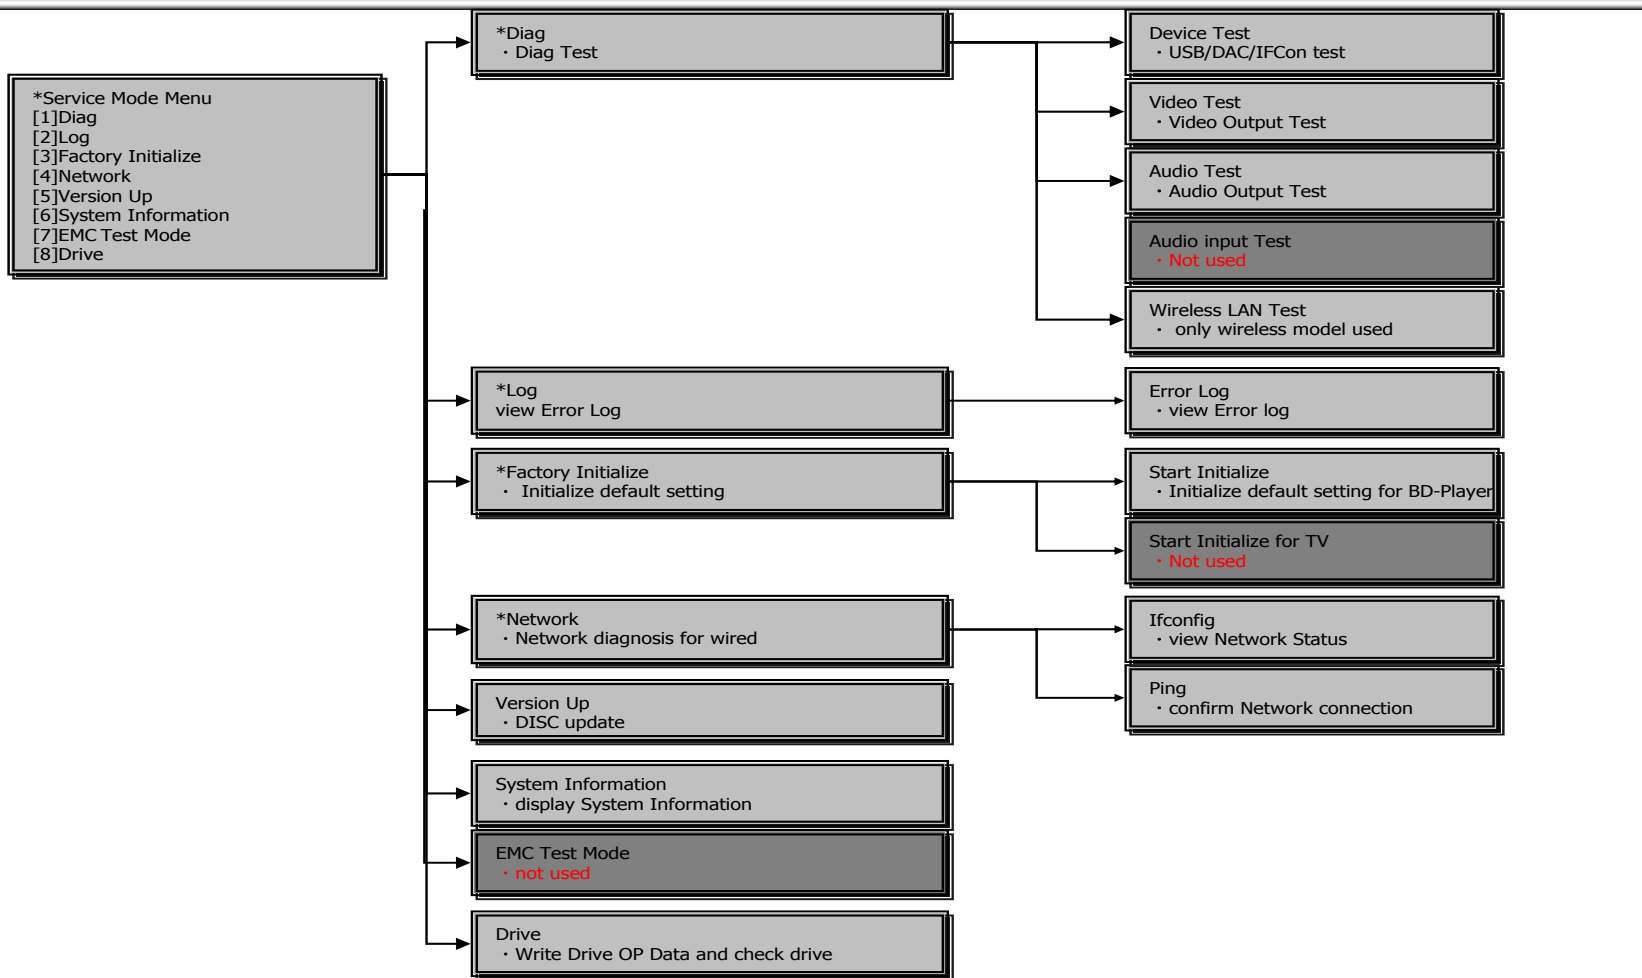 *Service Mode Menu
[1]Diag
[2]Log
[3]Factory Initialize
[4]Network
[5]Version Up
[6]System Information
[7]EMC Test Mode
[8]Drive
*Diag
・Diag Test
Device Test
・USB/DAC/IFCon test
Video Test
・Video Output Test
Audio Test
・Audio Output Test
Audio input Test
・Not used
Wireless LAN Test
・ only wireless model used
*Log
view Error Log
Error Log
・view Error log
*Factory Initialize
・ Initialize default setting
Start Initialize
・Initialize default setting for BD-Player
Start Initialize for TV
・Not used
*Network
・Network diagnosis for wired
Ifconfig
・view Network Status
Ping
・confirm Network connection
Version Up
・DISC update
System Information
・display System Information
EMC Test Mode
・not used
Drive
・Write Drive OP Data and check drive